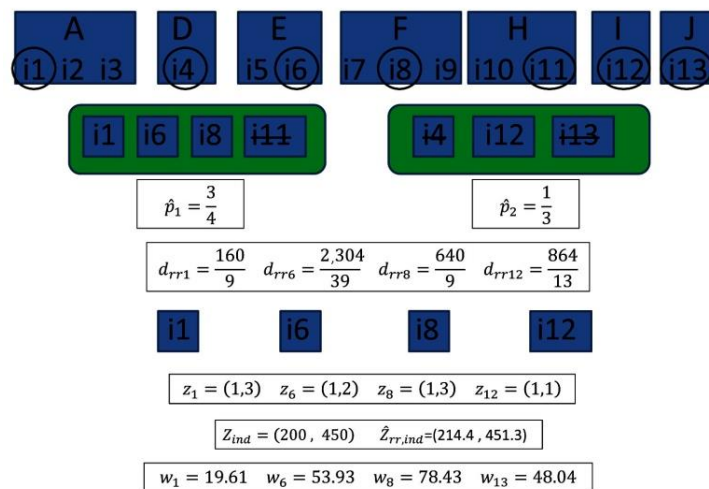 A D E F H I J
i1 i2 i3 i4 i5 i6 i7 i8 i9 i10 i11 i12 i13
i1 i6 i8 i11 i4 i12 i13
p̂₁ = 3/4 p̂₂ = 1/3
d_rr1 = 160/9 d_rr6 = 2,304/39 d_rr8 = 640/9 d_rr12 = 864/13
i1 i6 i8 i12
z₁ = (1,3) z₆ = (1,2) z₈ = (1,3) z₁₂ = (1,1)
Z_ind = (200 , 450) Ẑ_rr,ind=(214.4 , 451.3)
w₁ = 19.61 w₆ = 53.93 w₈ = 78.43 w₁₃ = 48.04